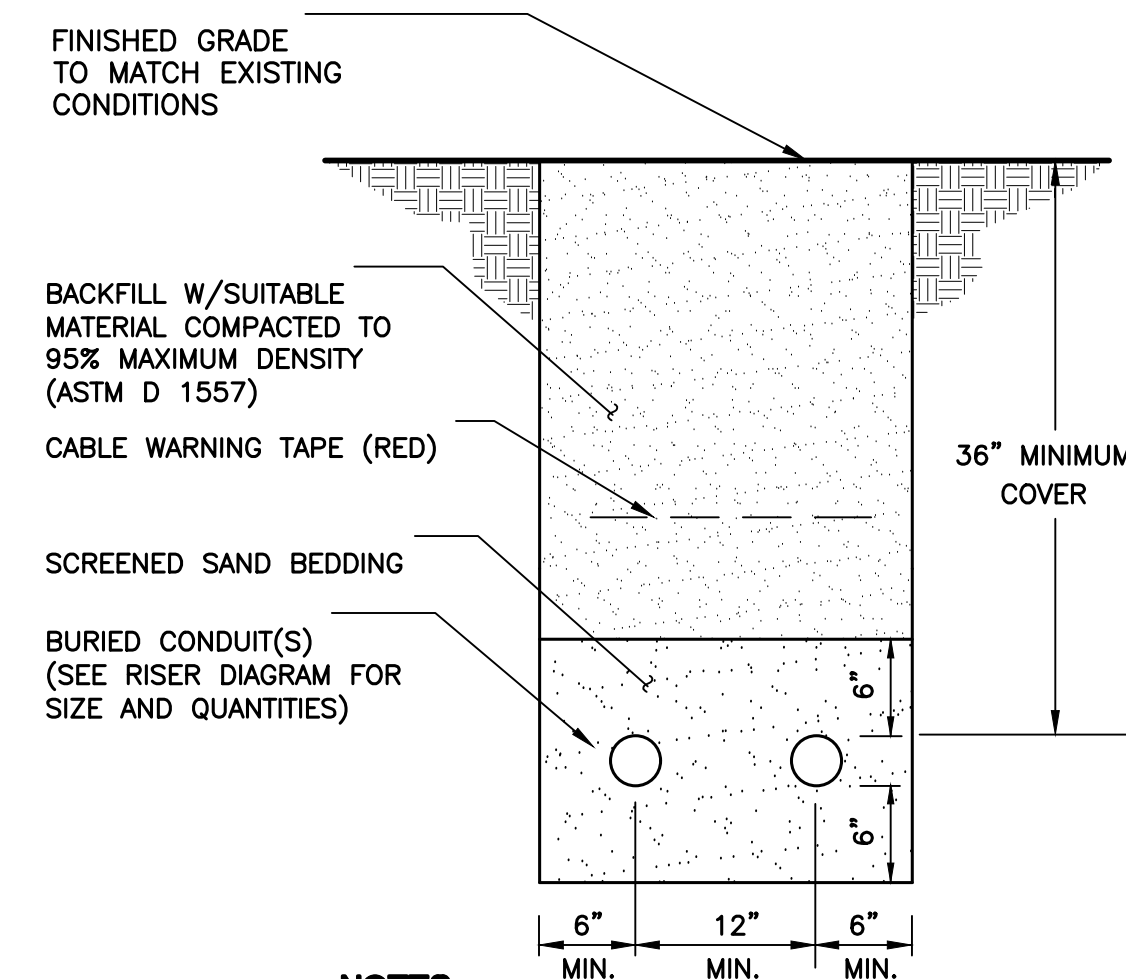 FINISHED GRADE
TO MATCH EXISTING
CONDITIONS
BACKFILL W/SUITABLE
MATERIAL COMPACTED TO
95% MAXIMUM DENSITY
(ASTM D 1557)
CABLE WARNING TAPE (RED)
36" MINIMUM
COVER
SCREENED SAND BEDDING
BURIED CONDUIT(S)
(SEE RISER DIAGRAM FOR
SIZE AND QUANTITIES)
6"
6"
6" 12" 6"
MIN. MIN. MIN.
NOTES